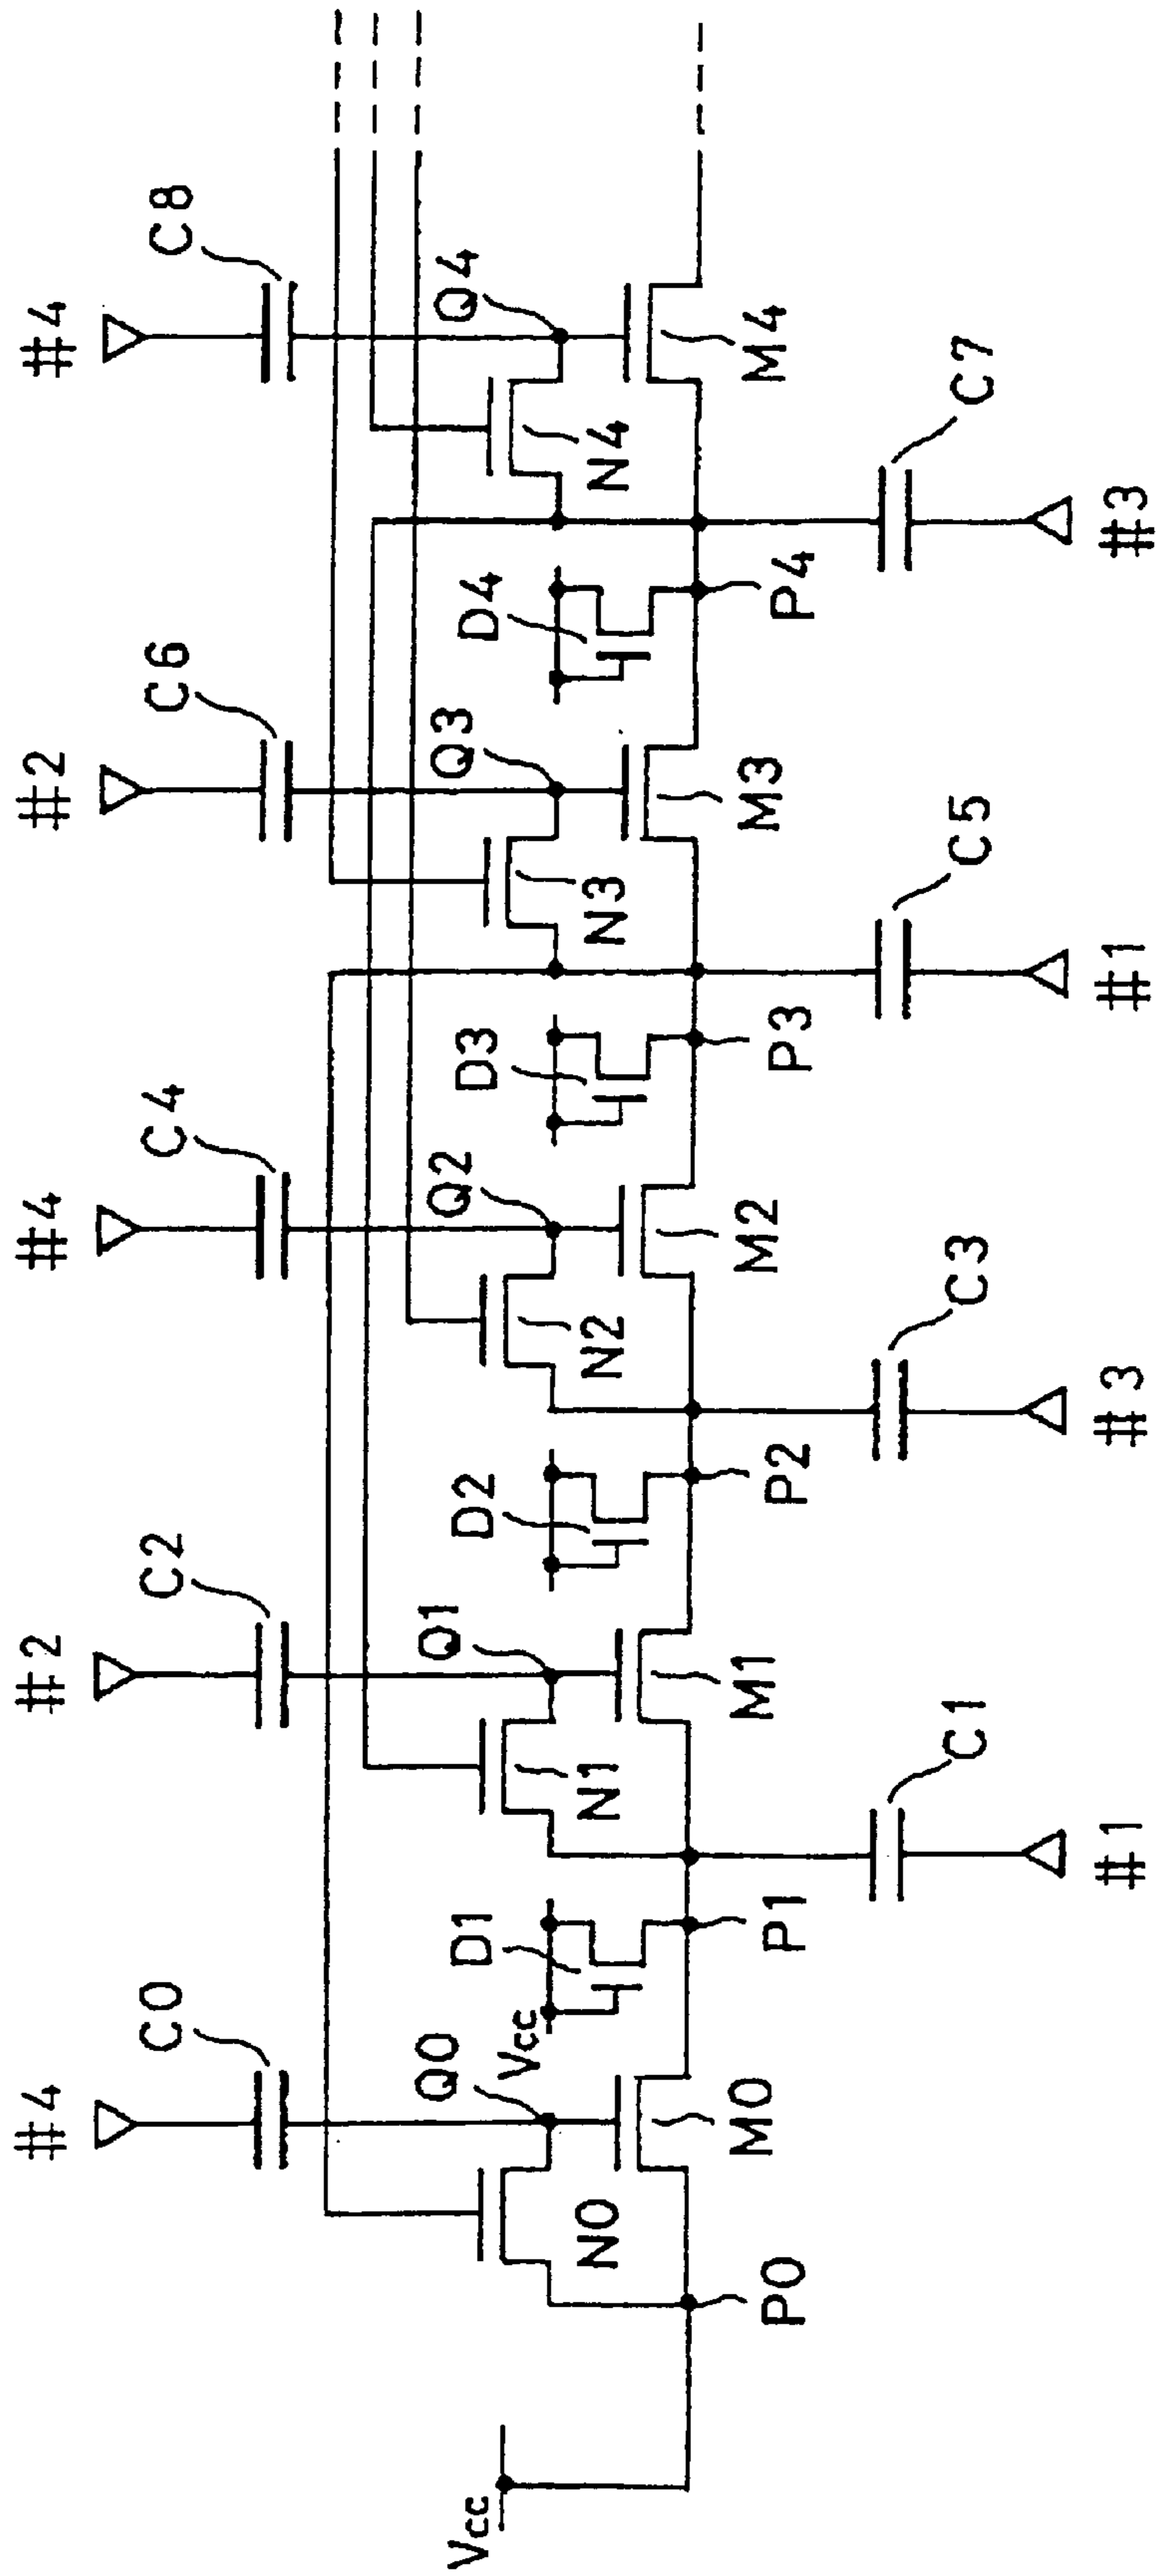 #4 #2 #4 #2 #4
C0 C2 C4 C6 C8
Q0 Q1 Q2 Q3 Q4
Vcc Vcc D1 D2 D3 D4
N0 N1 N2 N3 N4
M0 M1 M2 M3 M4
P0 P1 P2 P3 P4
C1 C3 C5 C7
#1 #3 #1 #3